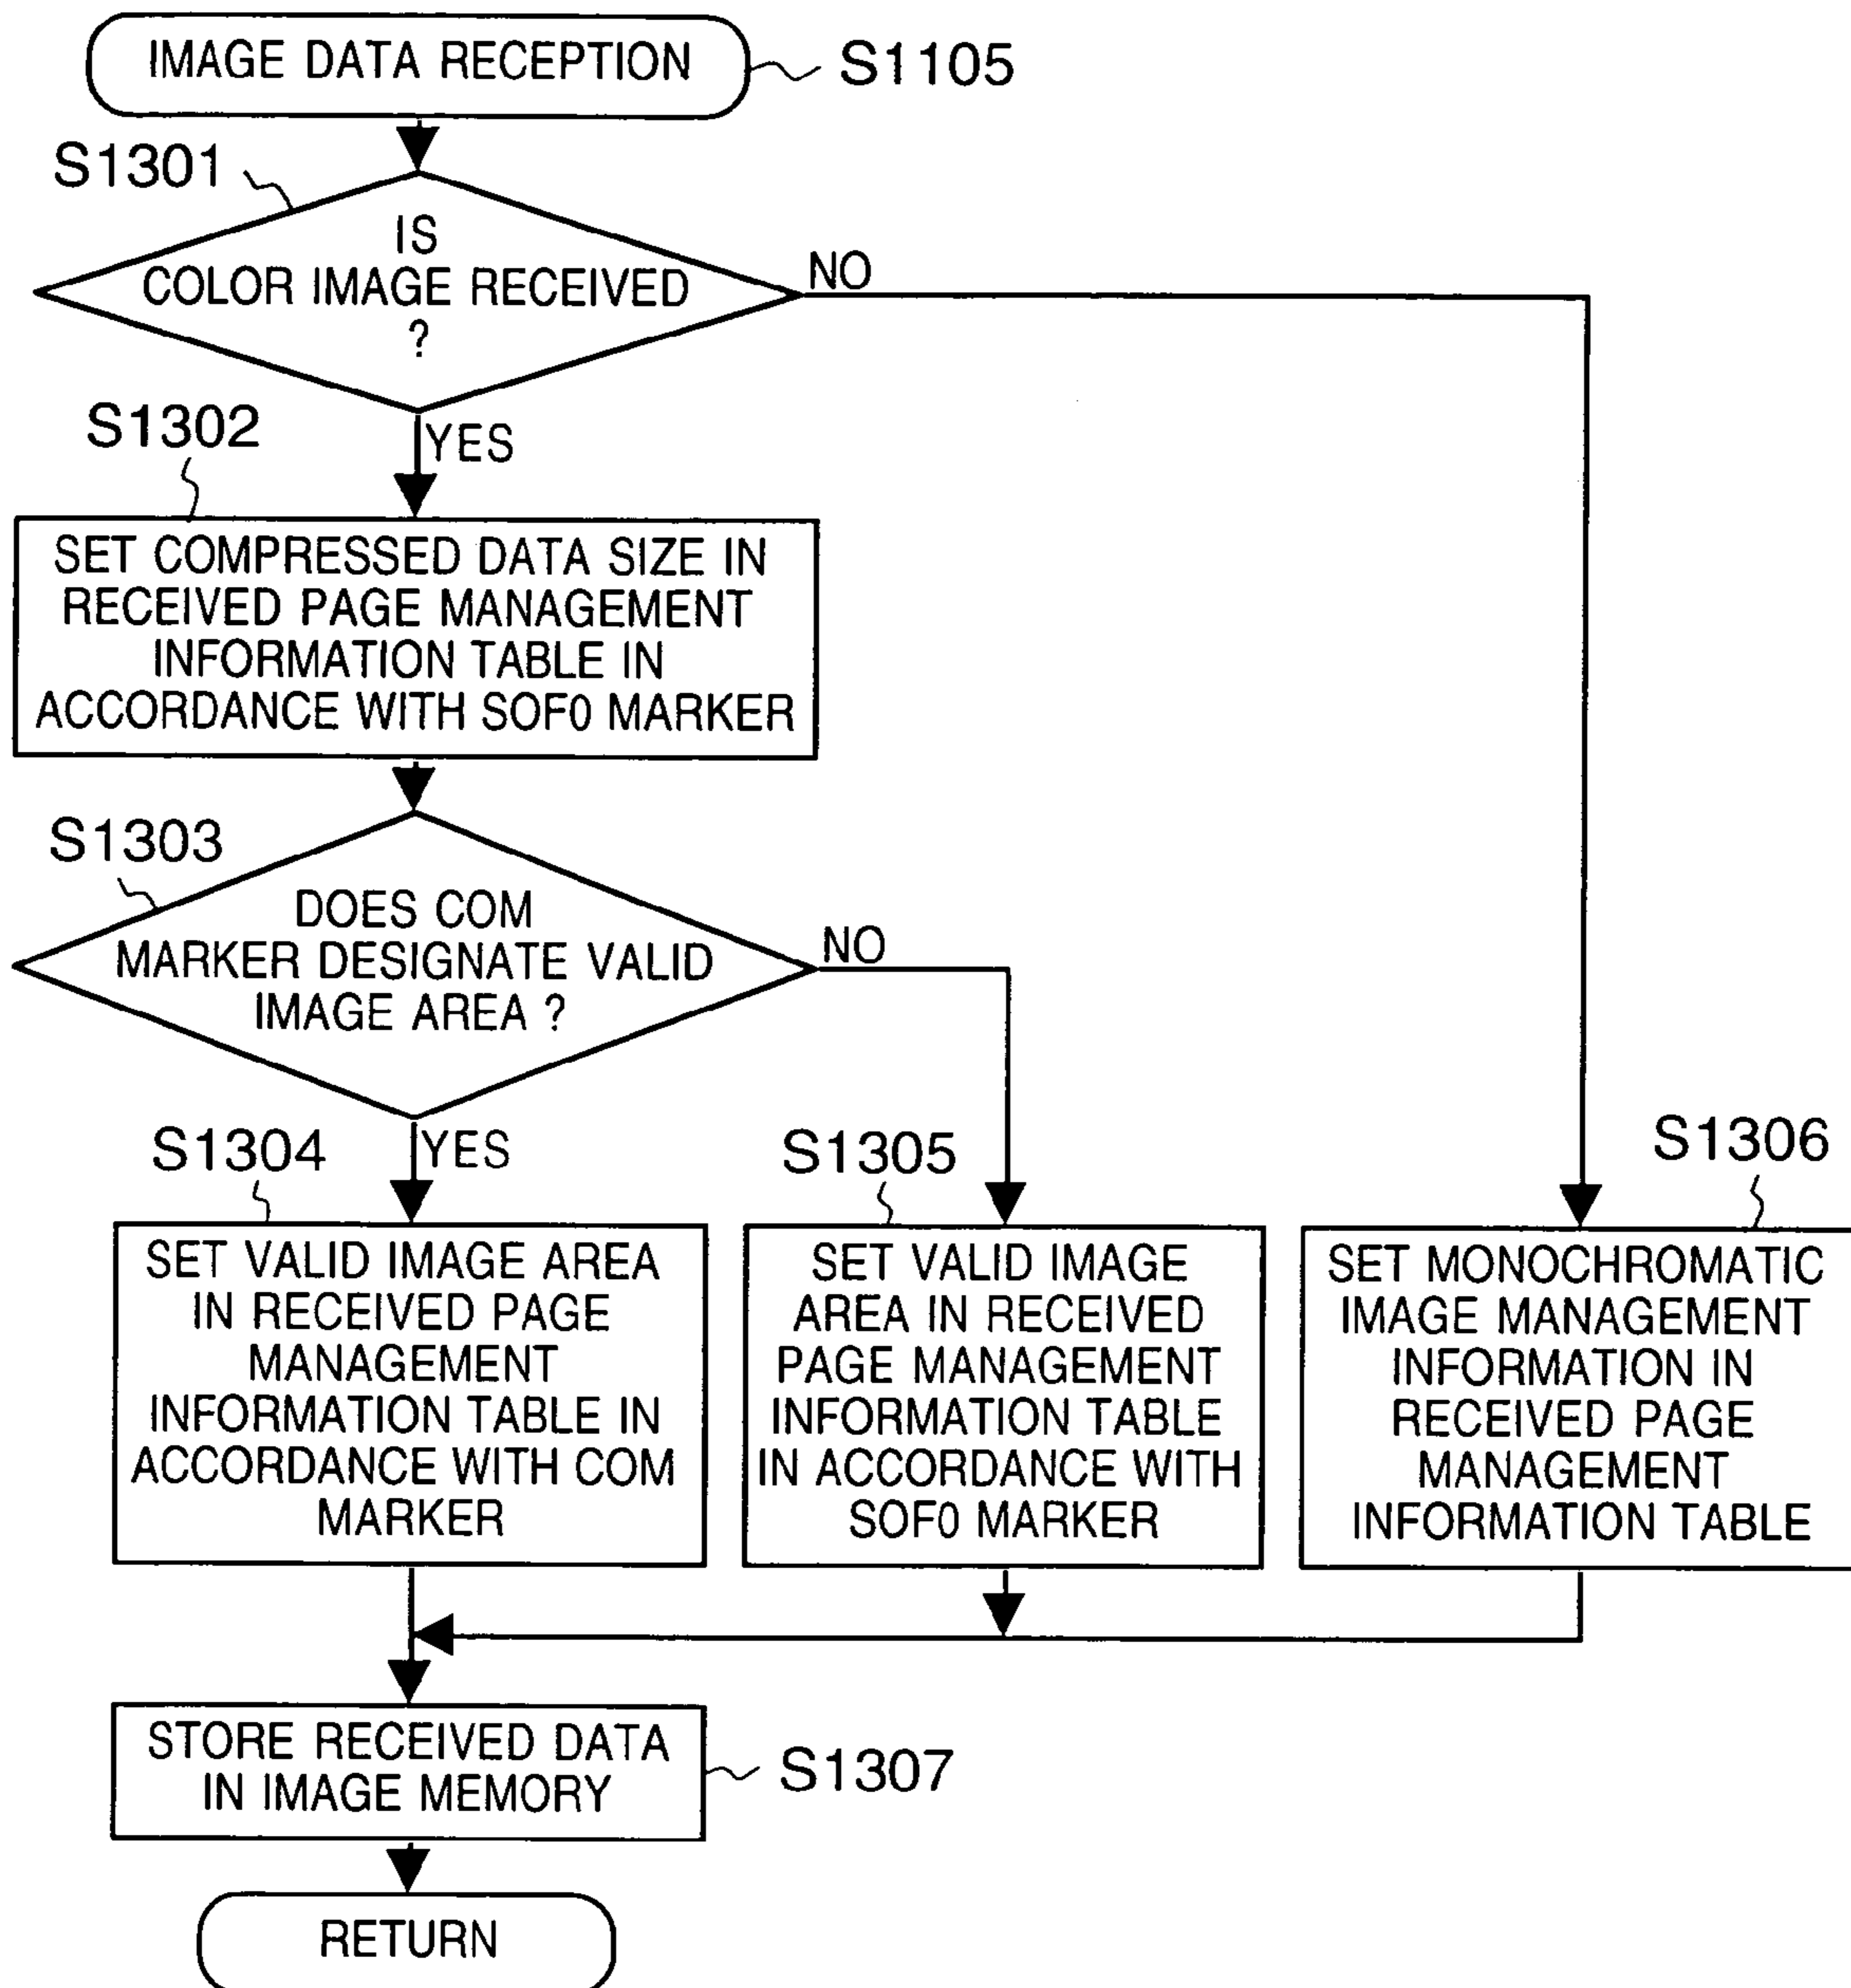 IMAGE DATA RECEPTION
S1105
S1301
IS
COLOR IMAGE RECEIVED
?
NO
S1302
YES
SET COMPRESSED DATA SIZE IN
RECEIVED PAGE MANAGEMENT
INFORMATION TABLE IN
ACCORDANCE WITH SOF0 MARKER
S1303
DOES COM
MARKER DESIGNATE VALID
IMAGE AREA ?
NO
S1304
YES
SET VALID IMAGE AREA
IN RECEIVED PAGE
MANAGEMENT
INFORMATION TABLE IN
ACCORDANCE WITH COM
MARKER
S1305
SET VALID IMAGE
AREA IN RECEIVED
PAGE MANAGEMENT
INFORMATION TABLE
IN ACCORDANCE WITH
SOF0 MARKER
S1306
SET MONOCHROMATIC
IMAGE MANAGEMENT
INFORMATION IN
RECEIVED PAGE
MANAGEMENT
INFORMATION TABLE
STORE RECEIVED DATA
IN IMAGE MEMORY
S1307
RETURN